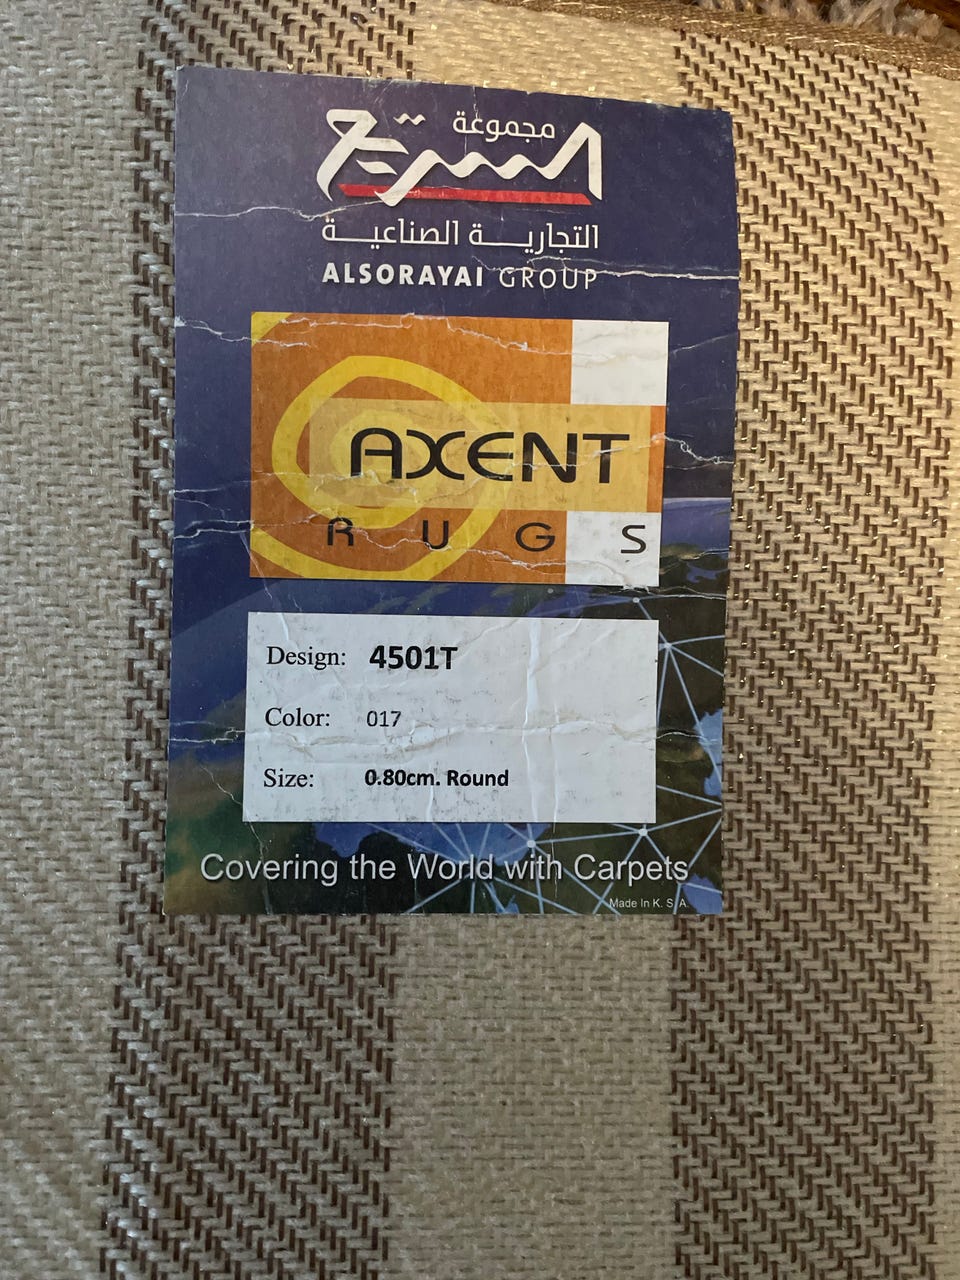 مجموعة
السريع
التجارية الصناعية
ALSORAYAI GROUP
AXENT
RUGS
Design: 4501T
Color: 017
Size: 0.80cm. Round
Covering the World with Carpets
Made In K. S. A.